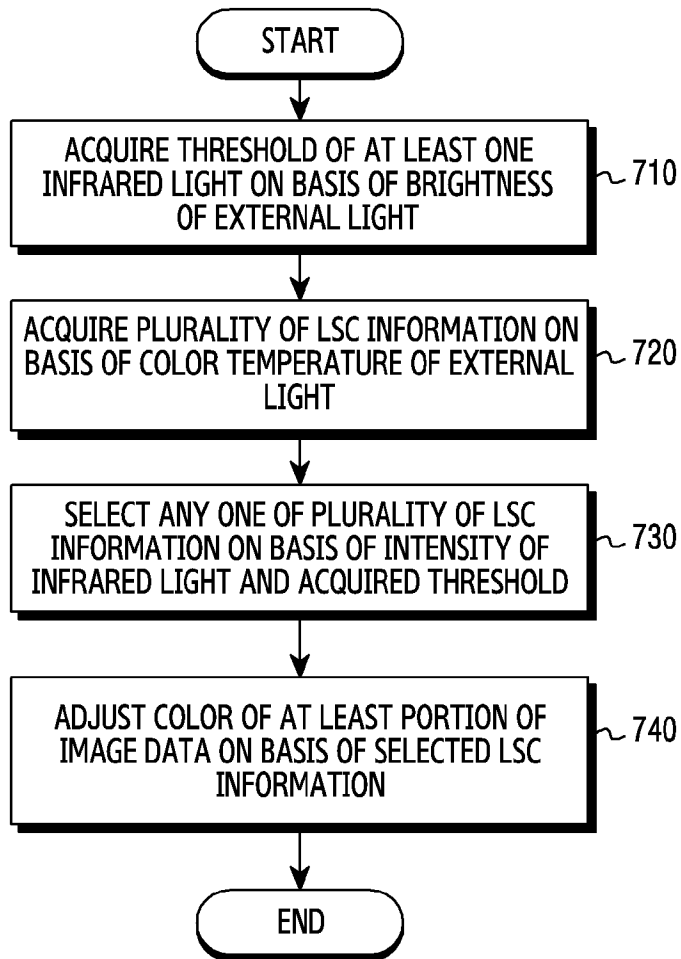 START
ACQUIRE THRESHOLD OF AT LEAST ONE
INFRARED LIGHT ON BASIS OF BRIGHTNESS
OF EXTERNAL LIGHT
710
ACQUIRE PLURALITY OF LSC INFORMATION ON
BASIS OF COLOR TEMPERATURE OF EXTERNAL
LIGHT
720
SELECT ANY ONE OF PLURALITY OF LSC
INFORMATION ON BASIS OF INTENSITY OF
INFRARED LIGHT AND ACQUIRED THRESHOLD
730
ADJUST COLOR OF AT LEAST PORTION OF
IMAGE DATA ON BASIS OF SELECTED LSC
INFORMATION
740
END